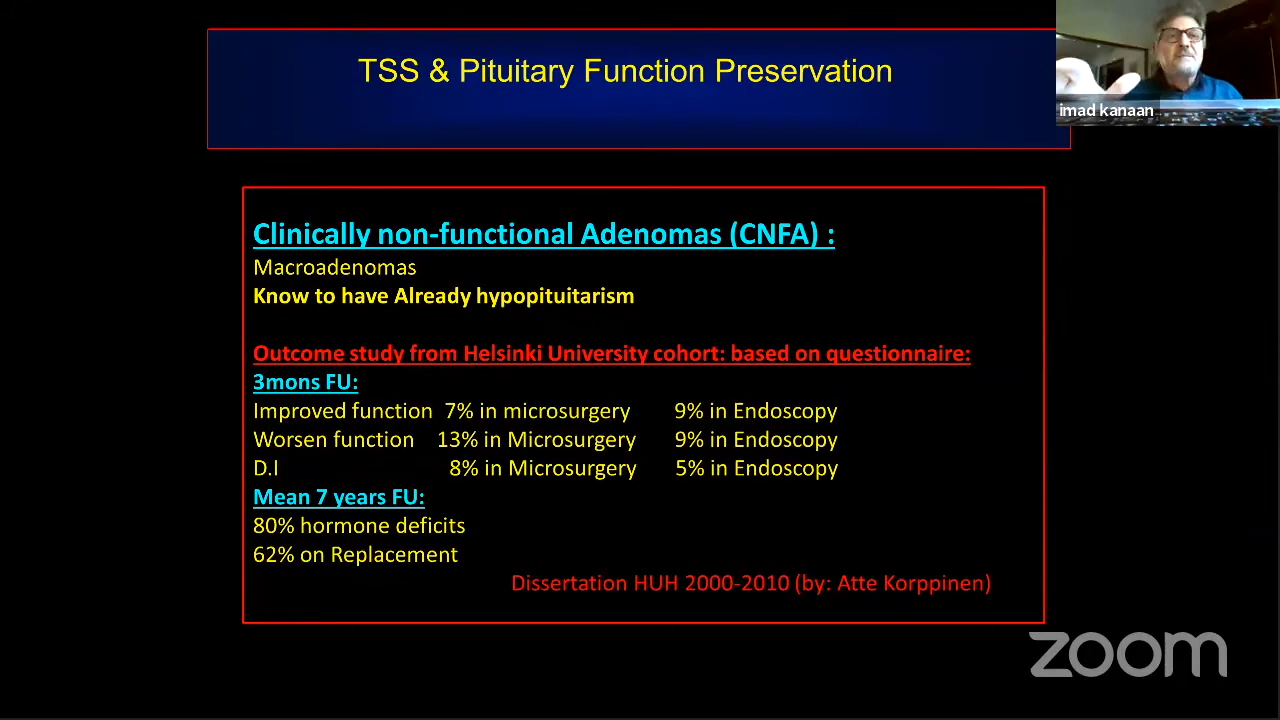 TSS & Pituitary Function Preservation
imad kanaan
Clinically non-functional Adenomas (CNFA) :
Macroadenomas
Know to have Already hypopituitarism
Outcome study from Helsinki University cohort: based on questionnaire:
3mons FU:
Improved function 7% in microsurgery 9% in Endoscopy
Worsen function 13% in Microsurgery 9% in Endoscopy
D.I 8% in Microsurgery 5% in Endoscopy
Mean 7 years FU:
80% hormone deficits
62% on Replacement
Dissertation HUH 2000-2010 (by: Atte Korppinen)
zoom